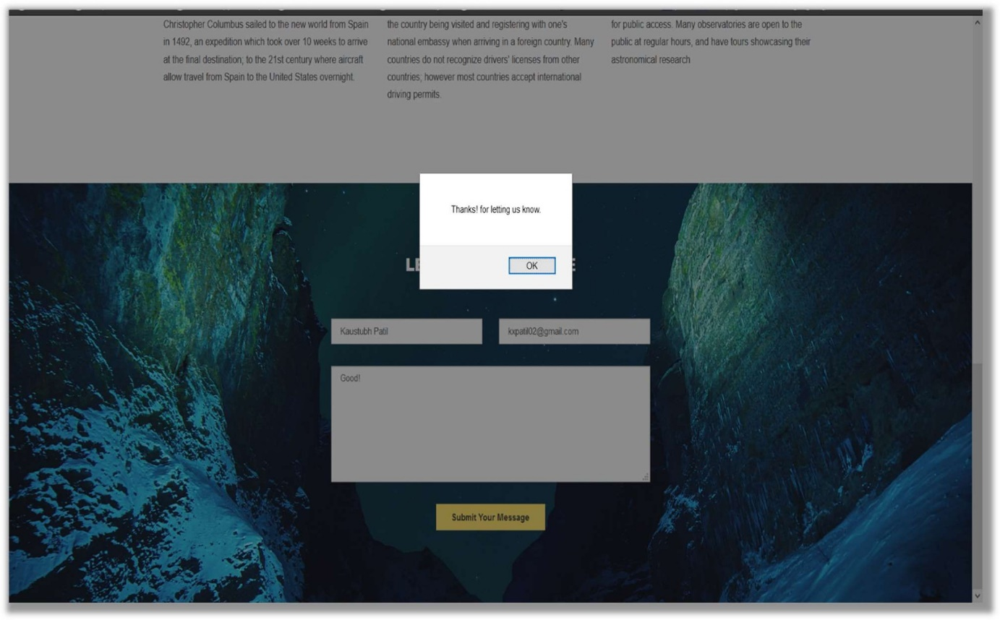 Christopher Columbus sailed to the new world from Spain
in 1492, an expedition which took over 10 weeks to arrive
at the final destination; to the 21st century where aircraft
allow travel from Spain to the United States overnight.
the country being visited and registering with one's
national embassy when arriving in a foreign country. Many
countries do not recognize drivers' licenses from other
countries; however most countries accept international
driving permits.
for public access. Many observatories are open to the
public at regular hours, and have tours showcasing their
astronomical research
Thanks! for letting us know.
OK
Kaustubh Patil
kxpatil02@gmail.com
Good!
Submit Your Message